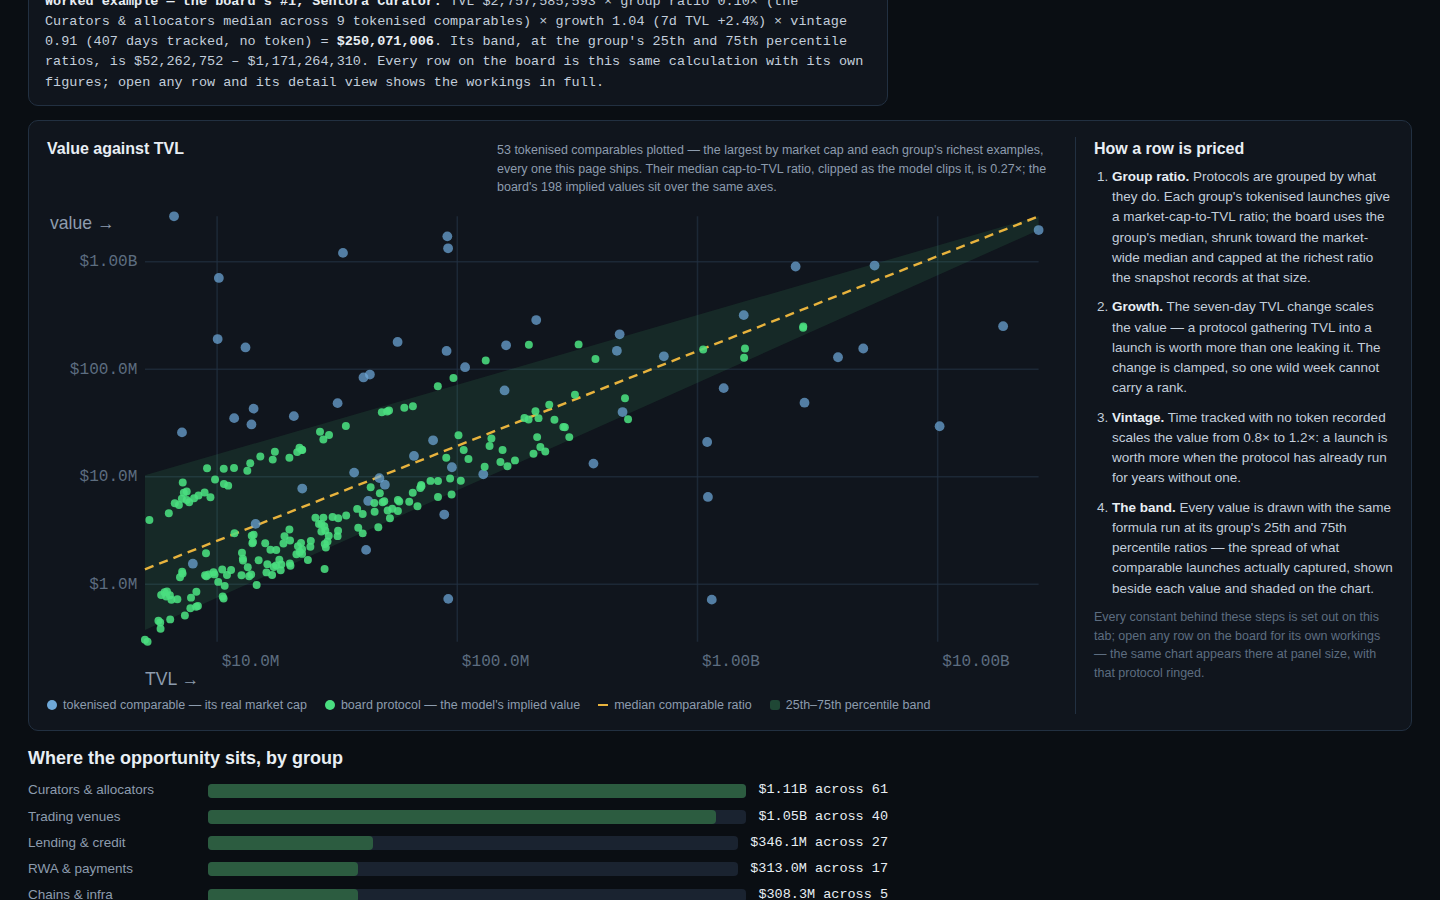 Worked example — the board's #1, Sentora Curator. TVL $2,757,585,593 × group ratio 0.10× (the
Curators & allocators median across 9 tokenised comparables) × growth 1.04 (7d TVL +2.4%) × vintage
0.91 (407 days tracked, no token) = $250,071,006. Its band, at the group's 25th and 75th percentile
ratios, is $52,262,752 – $1,171,264,310. Every row on the board is this same calculation with its own
figures; open any row and its detail view shows the workings in full.
Value against TVL
53 tokenised comparables plotted — the largest by market cap and each group's richest examples,
every one this page ships. Their median cap-to-TVL ratio, clipped as the model clips it, is 0.27×; the
board's 198 implied values sit over the same axes.
value →
$1.00B
$100.0M
$10.0M
$1.0M
$10.0M
$100.0M
$1.00B
$10.00B
TVL →
tokenised comparable — its real market cap
board protocol — the model's implied value
median comparable ratio
25th–75th percentile band
How a row is priced
1. Group ratio. Protocols are grouped by what
they do. Each group's tokenised launches give
a market-cap-to-TVL ratio; the board uses the
group's median, shrunk toward the market-
wide median and capped at the richest ratio
the snapshot records at that size.
2. Growth. The seven-day TVL change scales
the value — a protocol gathering TVL into a
launch is worth more than one leaking it. The
change is clamped, so one wild week cannot
carry a rank.
3. Vintage. Time tracked with no token recorded
scales the value from 0.8× to 1.2×: a launch is
worth more when the protocol has already run
for years without one.
4. The band. Every value is drawn with the same
formula run at its group's 25th and 75th
percentile ratios — the spread of what
comparable launches actually captured, shown
beside each value and shaded on the chart.
Every constant behind these steps is set out on this
tab; open any row on the board for its own workings
— the same chart appears there at panel size, with
that protocol ringed.
Where the opportunity sits, by group
Curators & allocators $1.11B across 61
Trading venues $1.05B across 40
Lending & credit $346.1M across 27
RWA & payments $313.0M across 17
Chains & infra $308.3M across 5